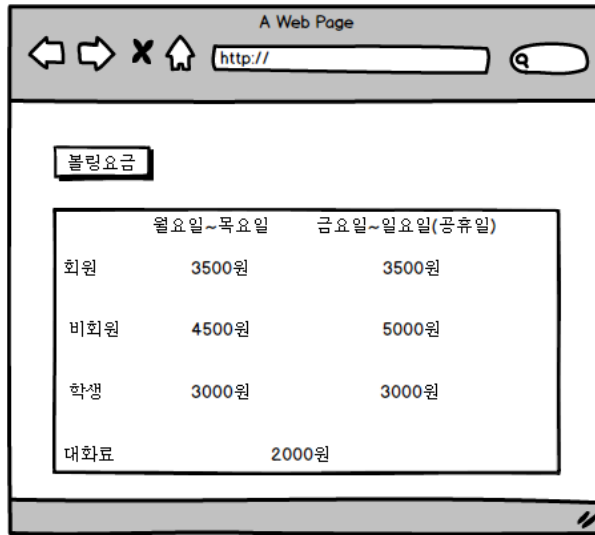 A Web Page
http://
볼링요금
월요일~목요일 금요일~일요일(공휴일)
회원 3500원 3500원
비회원 4500원 5000원
학생 3000원 3000원
대화료 2000원